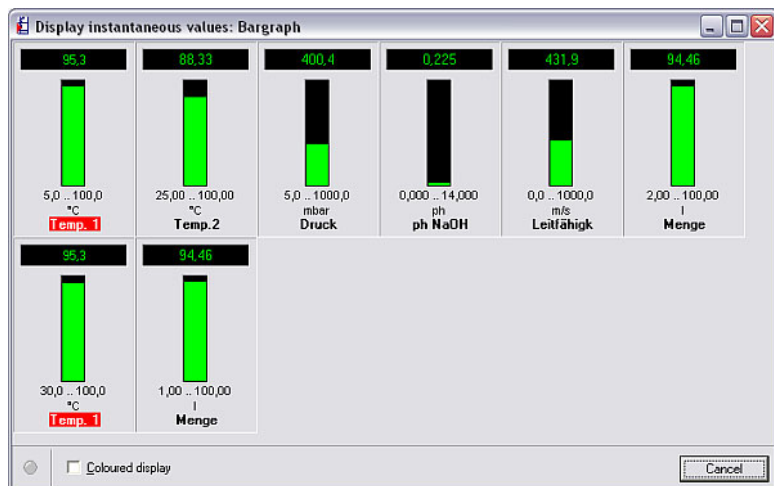 Display instantaneous values: Bargraph
95,3 88,33 400,4 0,225 431,9 94,46
5,0 .. 100,0 25,00 .. 100,00 5,0 .. 1000,0 0,000 .. 14,000 0,0 .. 1000,0 2,00 .. 100,00
°C °C mbar ph m/s l
Temp. 1 Temp.2 Druck ph NaOH Leitfähigk Menge
95,3 94,46
30,0 .. 100,0 1,00 .. 100,00
°C l
Temp. 1 Menge
Coloured display Cancel